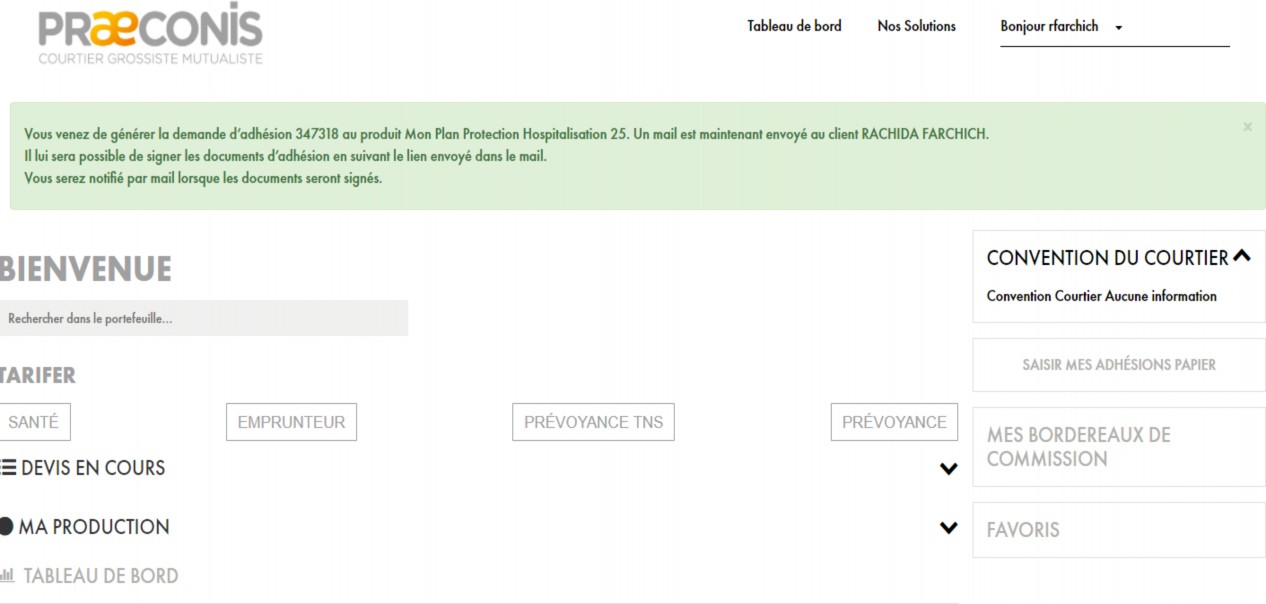 PRÆCONIS
COURTIER GROSSISTE MUTUALISTE
Tableau de bord
Nos Solutions
Bonjour rfarchich
Vous venez de générer la demande d'adhésion 347318 au produit Mon Plan Protection Hospitalisation 25. Un mail est maintenant envoyé au client RACHIDA FARCHICH.
Il lui sera possible de signer les documents d'adhésion en suivant le lien envoyé dans le mail.
Vous serez notifié par mail lorsque les documents seront signés.
×
BIENVENUE
Rechercher dans le portefeuille...
TARIFER
SANTÉ
EMPRUNTEUR
PRÉVOYANCE TNS
PRÉVOYANCE
DEVIS EN COURS
MA PRODUCTION
TABLEAU DE BORD
CONVENTION DU COURTIER
Convention Courtier Aucune information
SAISIR MES ADHÉSIONS PAPIER
MES BORDEREAUX DE
COMMISSION
FAVORIS